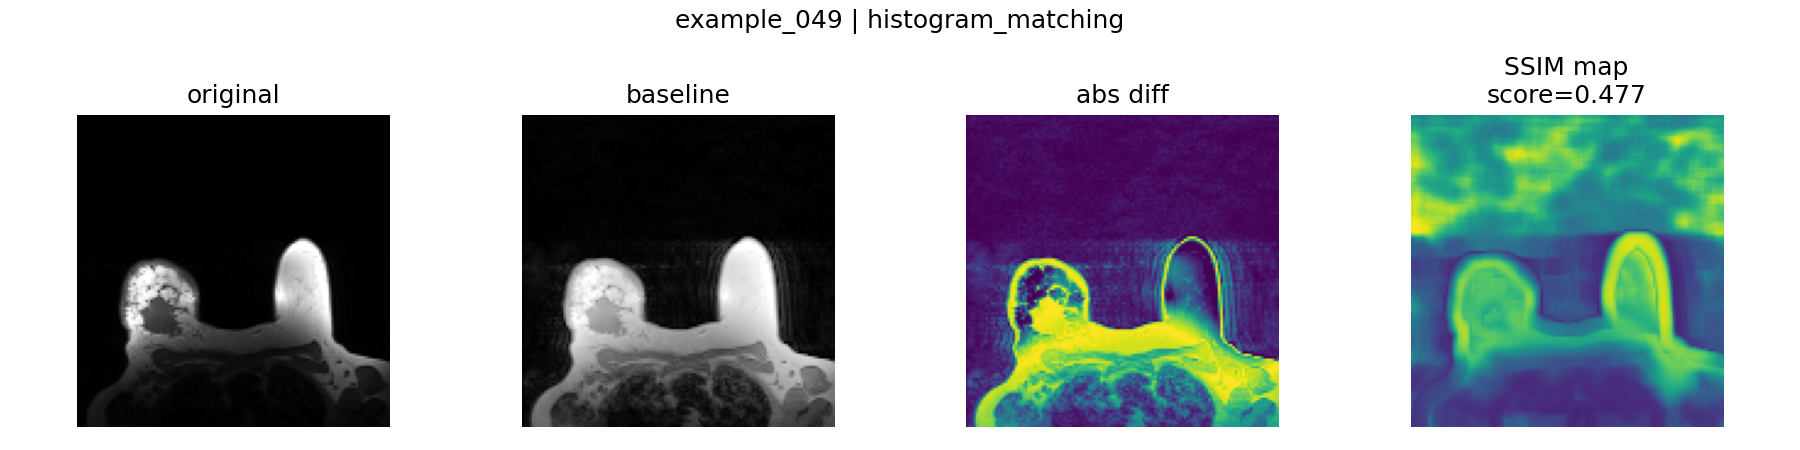 example_049 | histogram_matching
original
baseline
abs diff
SSIM map
score=0.477